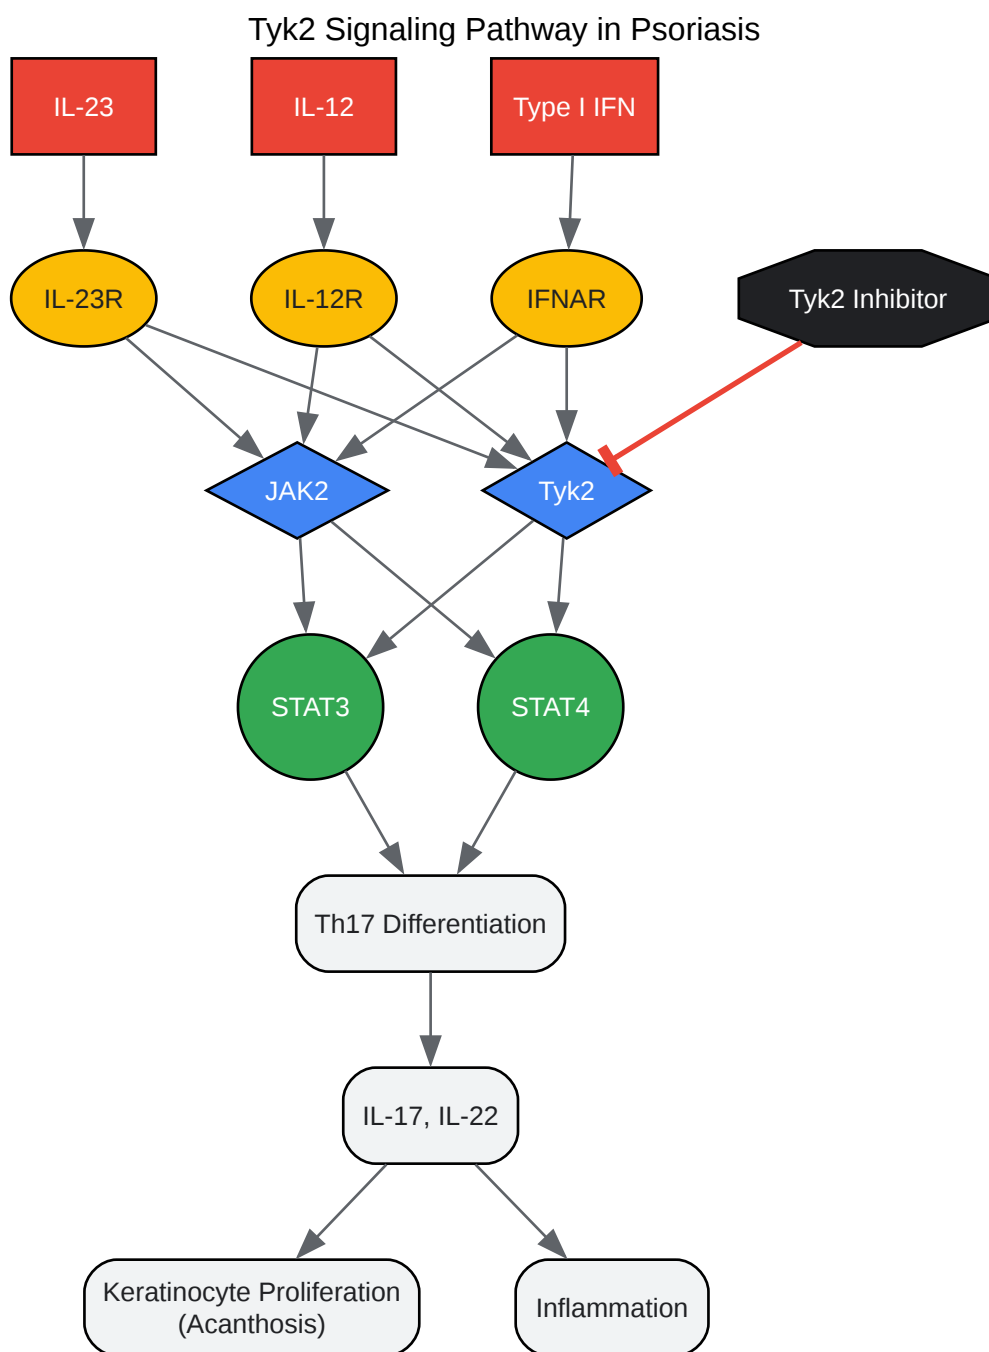 Tyk2 Signaling Pathway in Psoriasis
IL-23
IL-12
Type I IFN
IL-23R
IL-12R
IFNAR
Tyk2 Inhibitor
JAK2
Tyk2
STAT3
STAT4
Th17 Differentiation
IL-17, IL-22
Keratinocyte Proliferation
(Acanthosis)
Inflammation